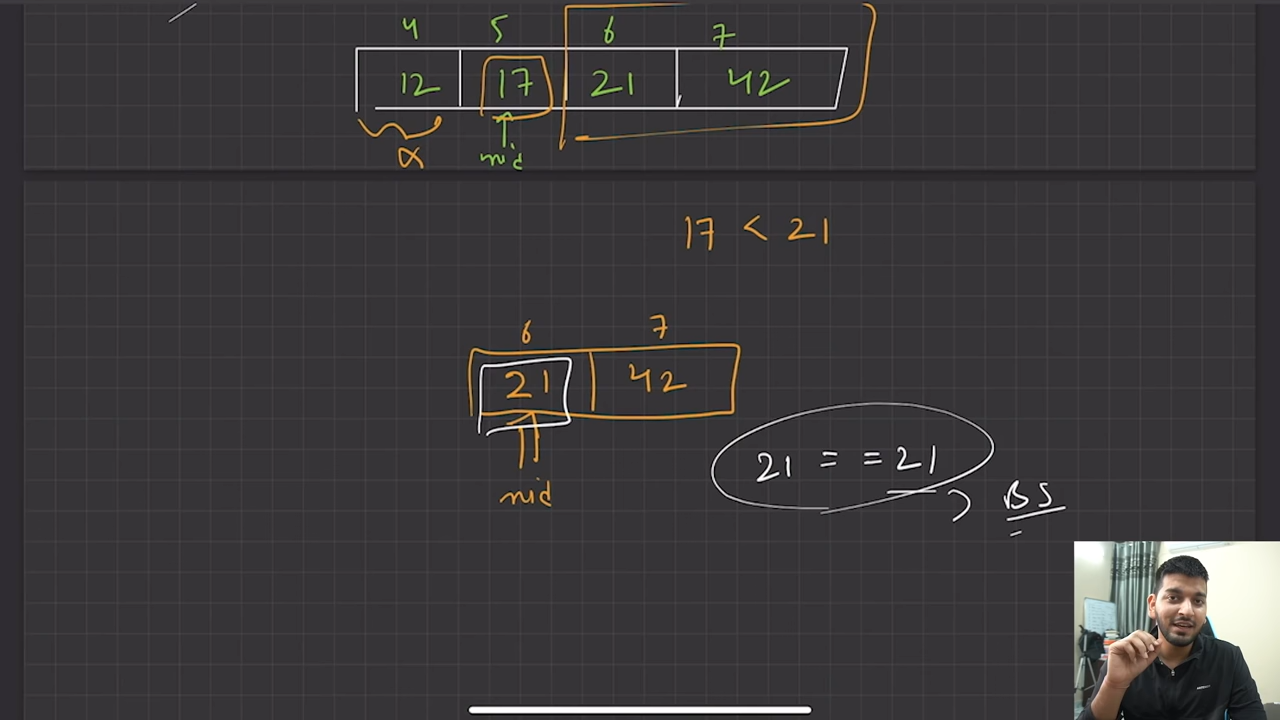 4 5 6 7
12 17 21 42
α mid
17 < 21
6 7
21 42
21 = = 21
BS
mid